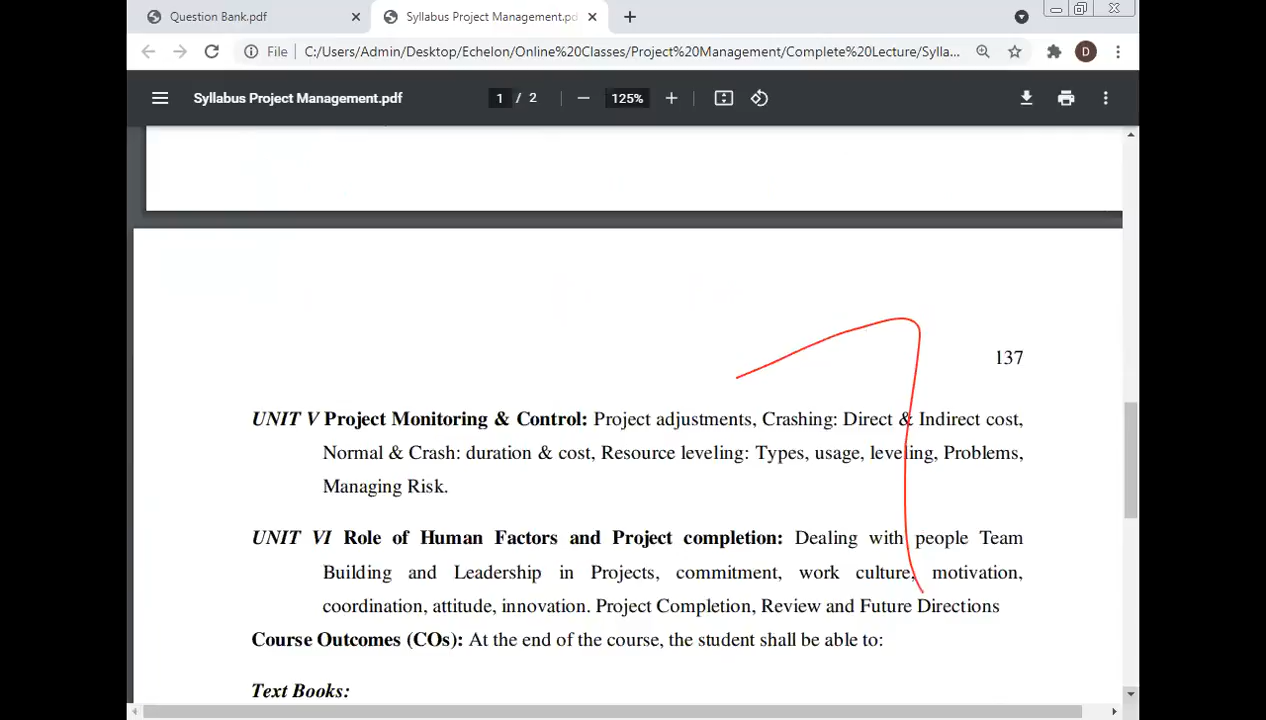 Question Bank.pdf
Syllabus Project Management.pd
File C:/Users/Admin/Desktop/Echelon/Online%20Classes/Project%20Management/Complete%20Lecture/Sylla...
D
Syllabus Project Management.pdf
1 / 2
125%
137
UNIT V Project Monitoring & Control: Project adjustments, Crashing: Direct & Indirect cost,
Normal & Crash: duration & cost, Resource leveling: Types, usage, leveling, Problems,
Managing Risk.
UNIT VI Role of Human Factors and Project completion: Dealing with people Team
Building and Leadership in Projects, commitment, work culture, motivation,
coordination, attitude, innovation. Project Completion, Review and Future Directions
Course Outcomes (COs): At the end of the course, the student shall be able to:
Text Books: